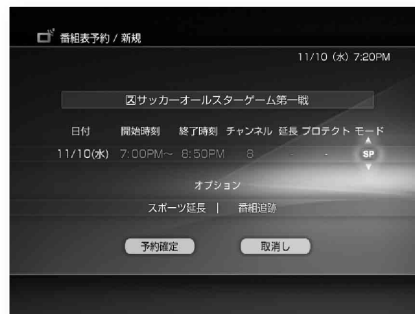 番組表予約 / 新規
11/10 (水) 7:20PM
サッカーオールスターゲーム第一戦
日付 開始時刻 終了時刻 チャンネル 延長 プロテクト モード
11/10(水) 7:00PM~ 8:50PM 8 - SP
オプション
スポーツ延長 | 番組追跡
予約確定 取消し